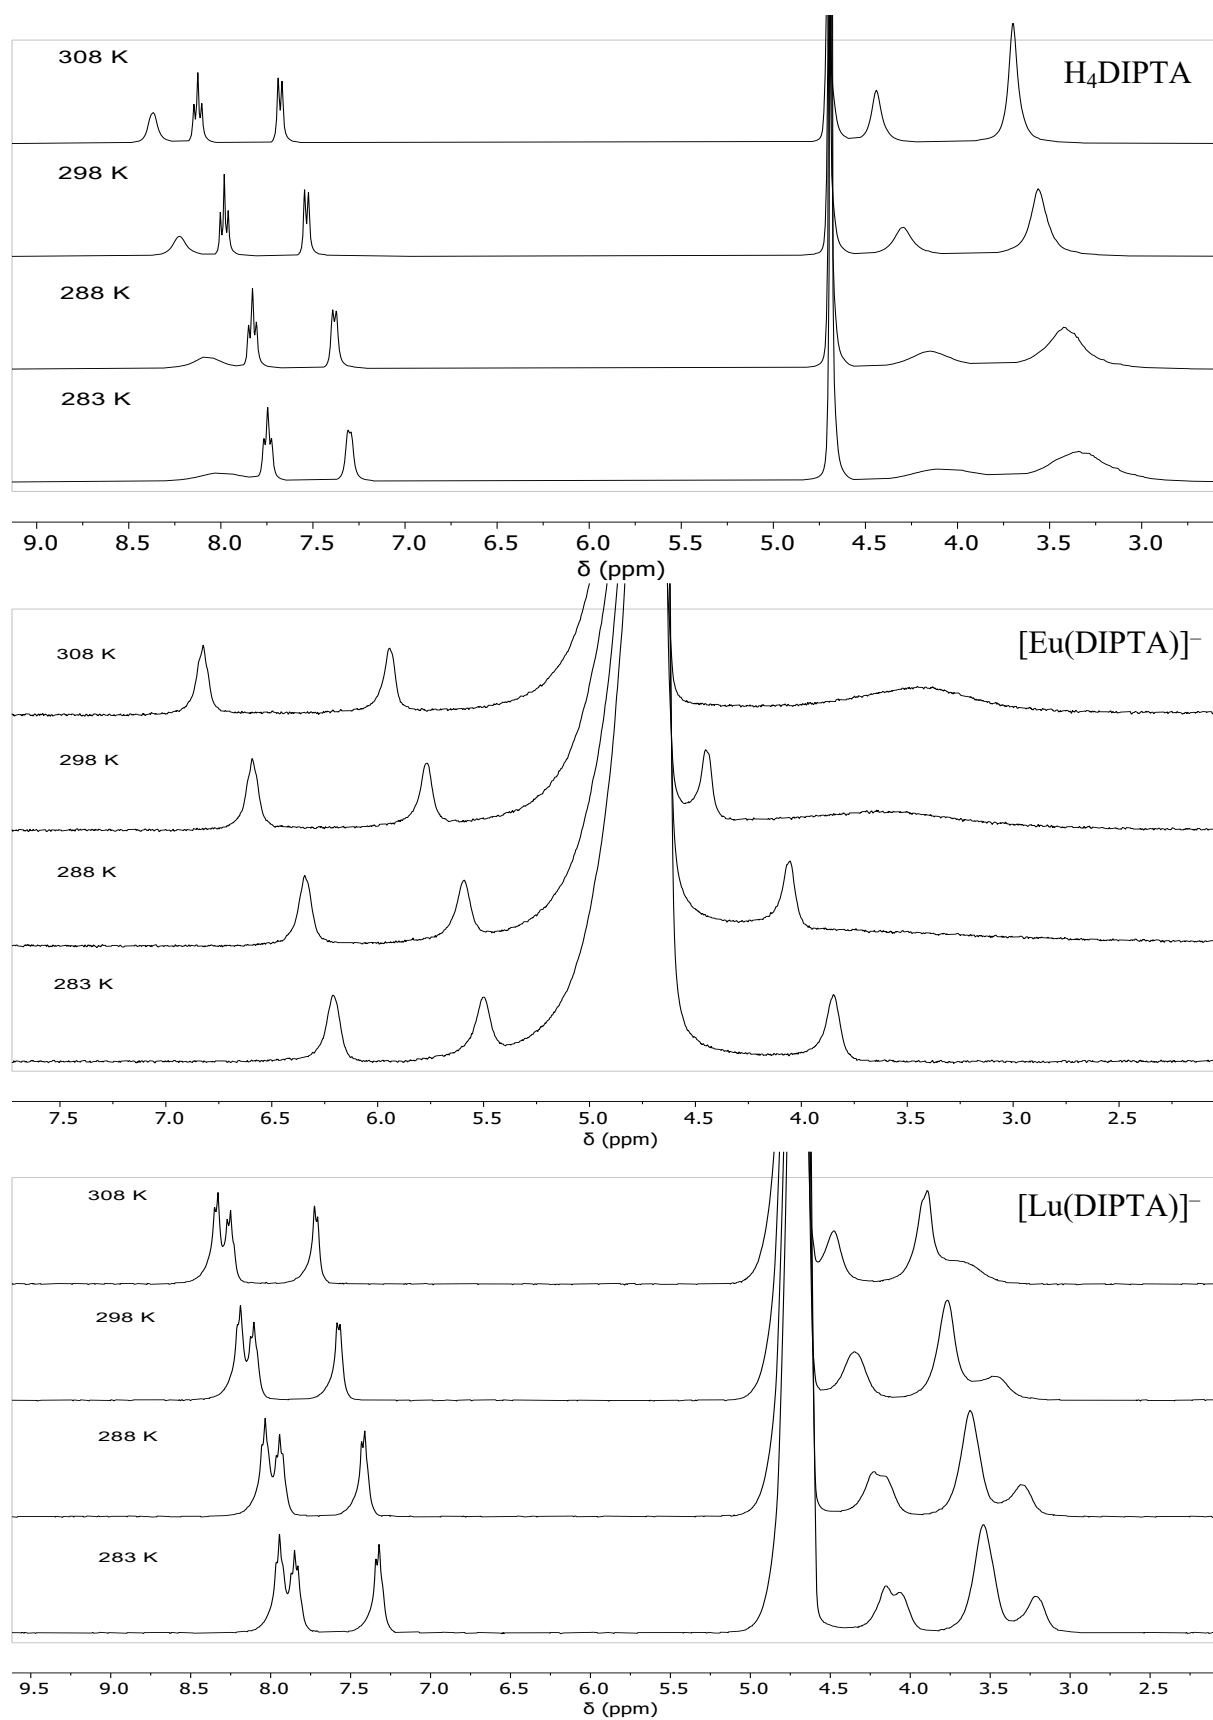 308 K
H₄DIPTA
298 K
288 K
283 K
9.0 8.5 8.0 7.5 7.0 6.5 6.0 5.5 5.0 4.5 4.0 3.5 3.0
δ (ppm)
[Eu(DIPTA)]⁻
308 K
298 K
288 K
283 K
7.5 7.0 6.5 6.0 5.5 5.0 4.5 4.0 3.5 3.0 2.5
δ (ppm)
308 K
[Lu(DIPTA)]⁻
298 K
288 K
283 K
9.5 9.0 8.5 8.0 7.5 7.0 6.5 6.0 5.5 5.0 4.5 4.0 3.5 3.0 2.5
δ (ppm)